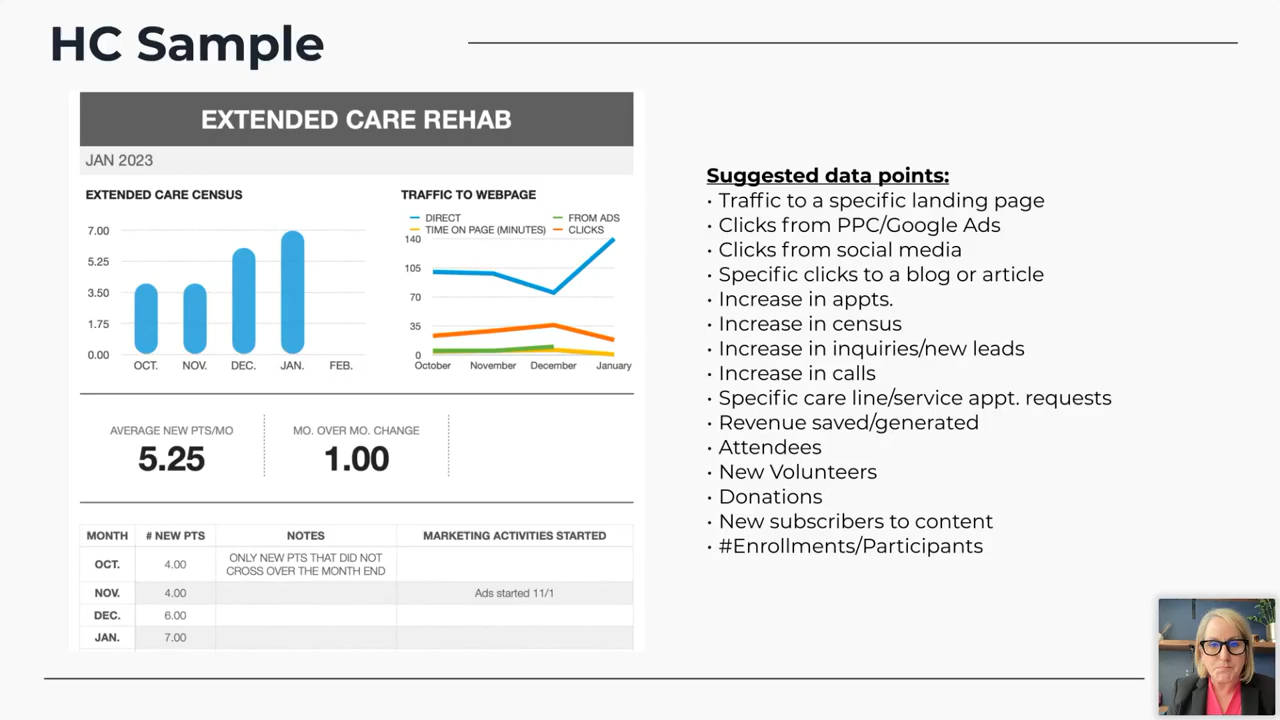 HC Sample
EXTENDED CARE REHAB
JAN 2023
EXTENDED CARE CENSUS
7.00
5.25
3.50
1.75
0.00
OCT. NOV. DEC. JAN. FEB.
TRAFFIC TO WEBPAGE
DIRECT FROM ADS
TIME ON PAGE (MINUTES) CLICKS
140
105
70
35
0
October November December January
AVERAGE NEW PTS/MO
5.25
MO. OVER MO. CHANGE
1.00
MONTH # NEW PTS NOTES MARKETING ACTIVITIES STARTED
OCT. 4.00 ONLY NEW PTS THAT DID NOT
CROSS OVER THE MONTH END
NOV. 4.00 Ads started 11/1
DEC. 6.00
JAN. 7.00
Suggested data points:
• Traffic to a specific landing page
• Clicks from PPC/Google Ads
• Clicks from social media
• Specific clicks to a blog or article
• Increase in appts.
• Increase in census
• Increase in inquiries/new leads
• Increase in calls
• Specific care line/service appt. requests
• Revenue saved/generated
• Attendees
• New Volunteers
• Donations
• New subscribers to content
• #Enrollments/Participants